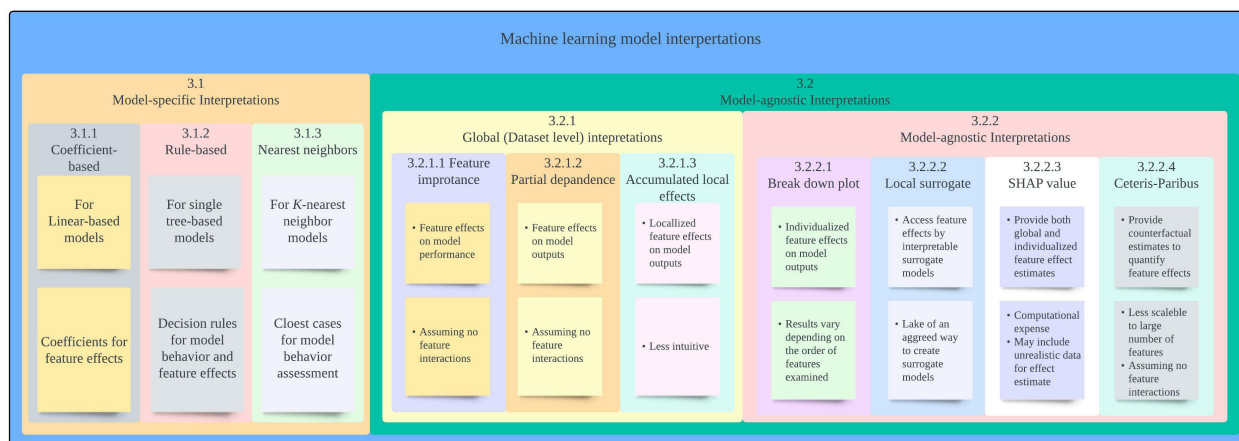 Machine learning model interpertations
3.1
Model-specific Interpretations
3.1.1
Coefficient-
based
For
Linear-based
models
Coefficients for
feature effects
3.1.2
Rule-based
For single
tree-based
models
Decision rules
for model
behavior and
feature effects
3.1.3
Nearest neighbors
For K-nearest
neighbor
models
Cloest cases
for model
behavior
assessment
3.2
Model-agnostic Interpretations
3.2.1
Global (Dataset level) intepretations
3.2.1.1 Feature
improtance
• Feature effects
on model
performance
• Assuming no
feature
interactions
3.2.1.2
Partial dependance
• Feature effects
on model
outputs
• Assuming no
feature
interactions
3.2.1.3
Accumulated local
effects
• Locallized
feature effects
on model
outputs
• Less intuitive
3.2.2
Model-agnostic Interpretations
3.2.2.1
Break down plot
• Individualized
feature effects
on model
outputs
• Results vary
depending on
the order of
features
examined
3.2.2.2
Local surrogate
• Access feature
effects by
interpretable
surrogate
models
• Lake of an
aggreed way
to create
surrogate
models
3.2.2.3
SHAP value
• Provide both
global and
individualized
feature effect
estimates
• Computational
expense
• May include
unrealistic data
for effect
estimate
3.2.2.4
Ceteris-Paribus
• Provide
counterfactual
estimates to
quantify
feature effects
• Less scaleble
to large
number of
features
• Assuming no
feature
interactions